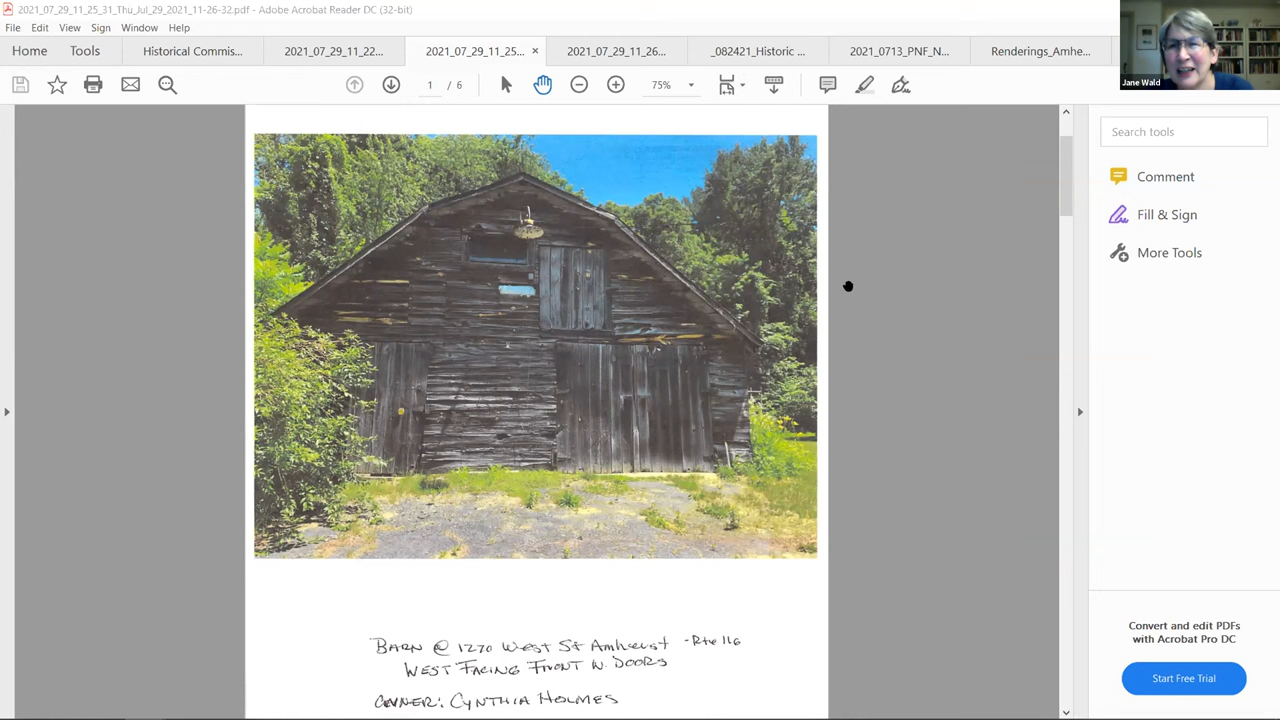 2021_07_29_11_25_31_Thu_Jul_29_2021_11-26-32.pdf - Adobe Acrobat Reader DC (32-bit)
File Edit View Sign Window Help
Home Tools Historical Commis... 2021_07_29_11_22... 2021_07_29_11_25... × 2021_07_29_11_26... _082421_Historic ... 2021_0713_PNF_N... Renderings_Amhe...
1 / 6 75%
Jane Wald
Search tools
Comment
Fill & Sign
More Tools
BARN @ 1270 West St Amherst -Rte 116
WEST FACING FRONT W. DOORS
OWNER: CYNTHIA HOLMES
Convert and edit PDFs
with Acrobat Pro DC
Start Free Trial